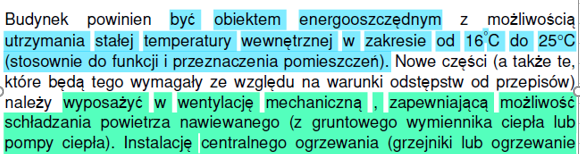 Budynek powinien być obiektem energooszczędnym z możliwością
utrzymania stałej temperatury wewnętrznej w zakresie od 16°C do 25°C
(stosownie do funkcji i przeznaczenia pomieszczeń). Nowe części (a także te,
które będą tego wymagały ze względu na warunki odstępstw od przepisów)
należy wyposażyć w wentylację mechaniczną , zapewniającą możliwość
schładzania powietrza nawiewanego (z gruntowego wymiennika ciepła lub
pompy ciepła). Instalację centralnego ogrzewania (grzejniki lub ogrzewanie